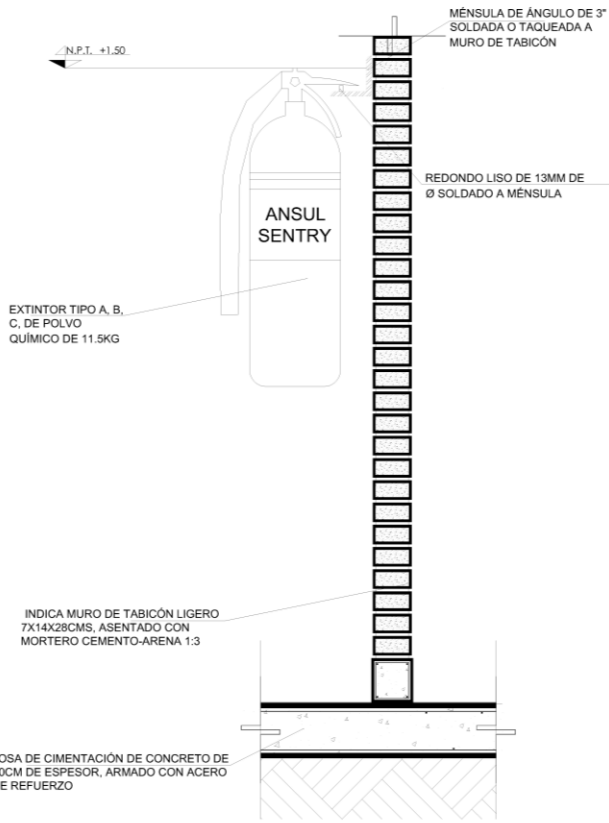 MÉNSULA DE ÁNGULO DE 3"
SOLDADA O TAQUEADA A
MURO DE TABICÓN
N.P.T. +1.50
REDONDO LISO DE 13MM DE
Ø SOLDADO A MÉNSULA
ANSUL
SENTRY
EXTINTOR TIPO A, B,
C, DE POLVO
QUÍMICO DE 11.5KG
INDICA MURO DE TABICÓN LIGERO
7X14X28CMS, ASENTADO CON
MORTERO CEMENTO-ARENA 1:3
OSA DE CIMENTACIÓN DE CONCRETO DE
0CM DE ESPESOR, ARMADO CON ACERO
E REFUERZO